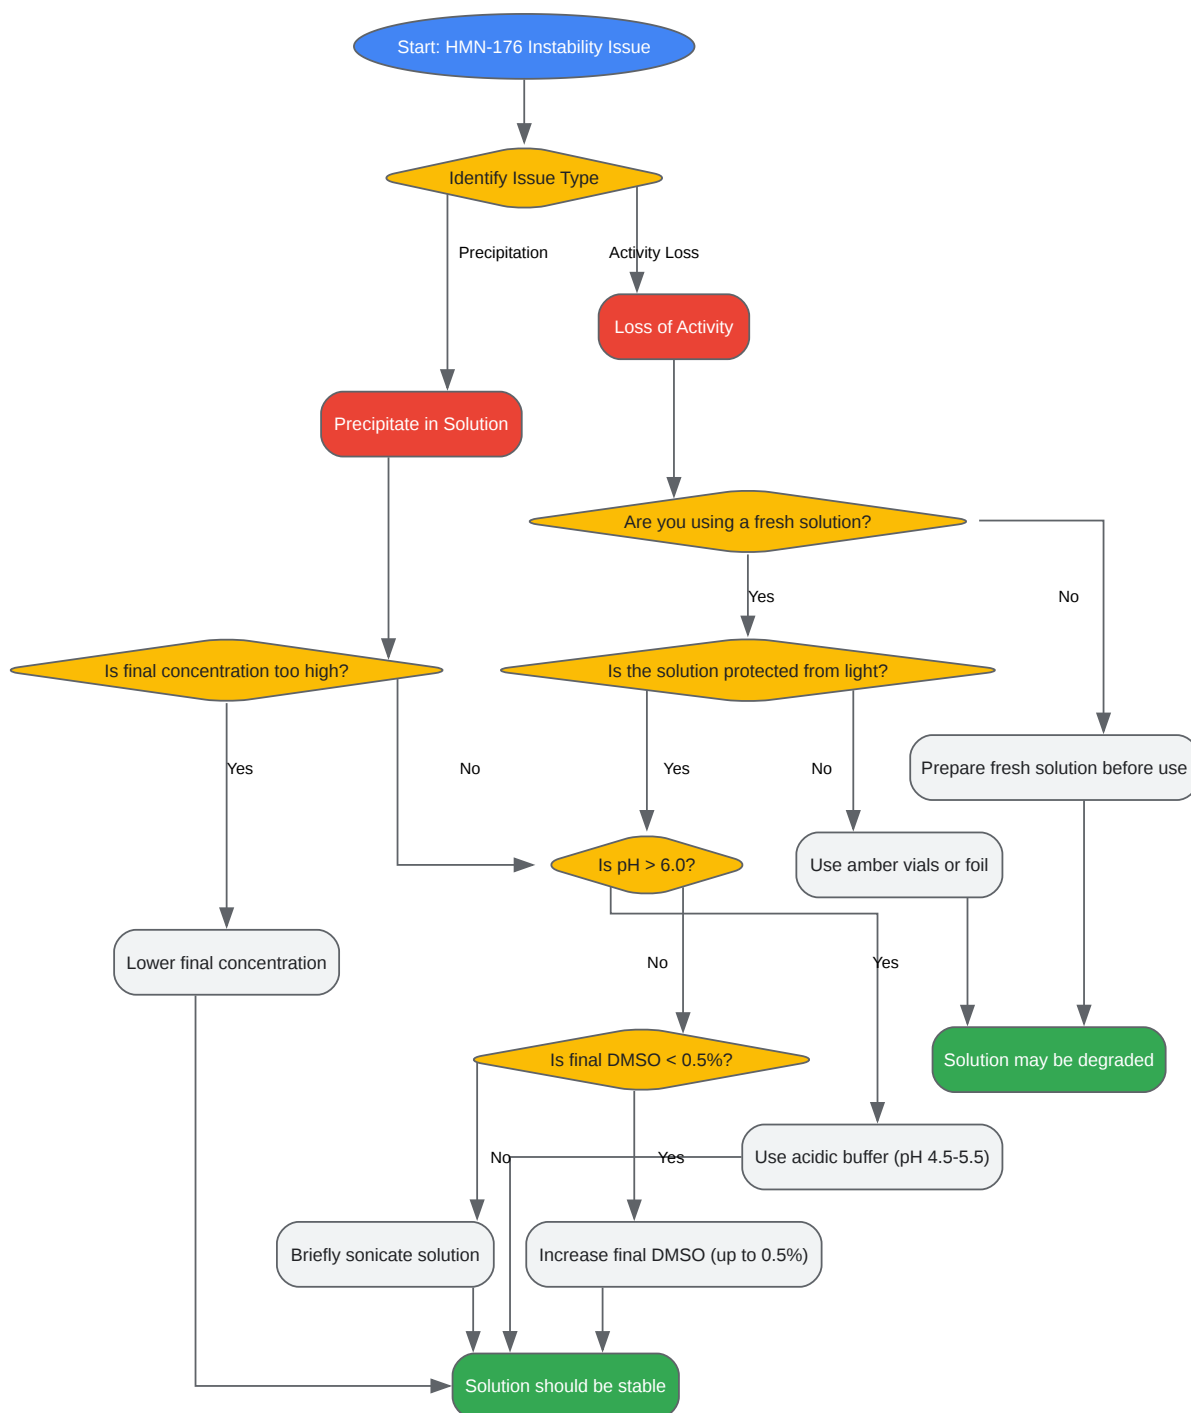 Start: HMN-176 Instability Issue
Identify Issue Type
Precipitation
Activity Loss
Loss of Activity
Precipitate in Solution
Are you using a fresh solution?
Yes
No
Is final concentration too high?
Is the solution protected from light?
Yes
No
Yes
No
Prepare fresh solution before use
Is pH > 6.0?
Use amber vials or foil
Lower final concentration
No
Yes
Is final DMSO < 0.5%?
Solution may be degraded
No
Yes
Use acidic buffer (pH 4.5-5.5)
Briefly sonicate solution
Increase final DMSO (up to 0.5%)
Solution should be stable